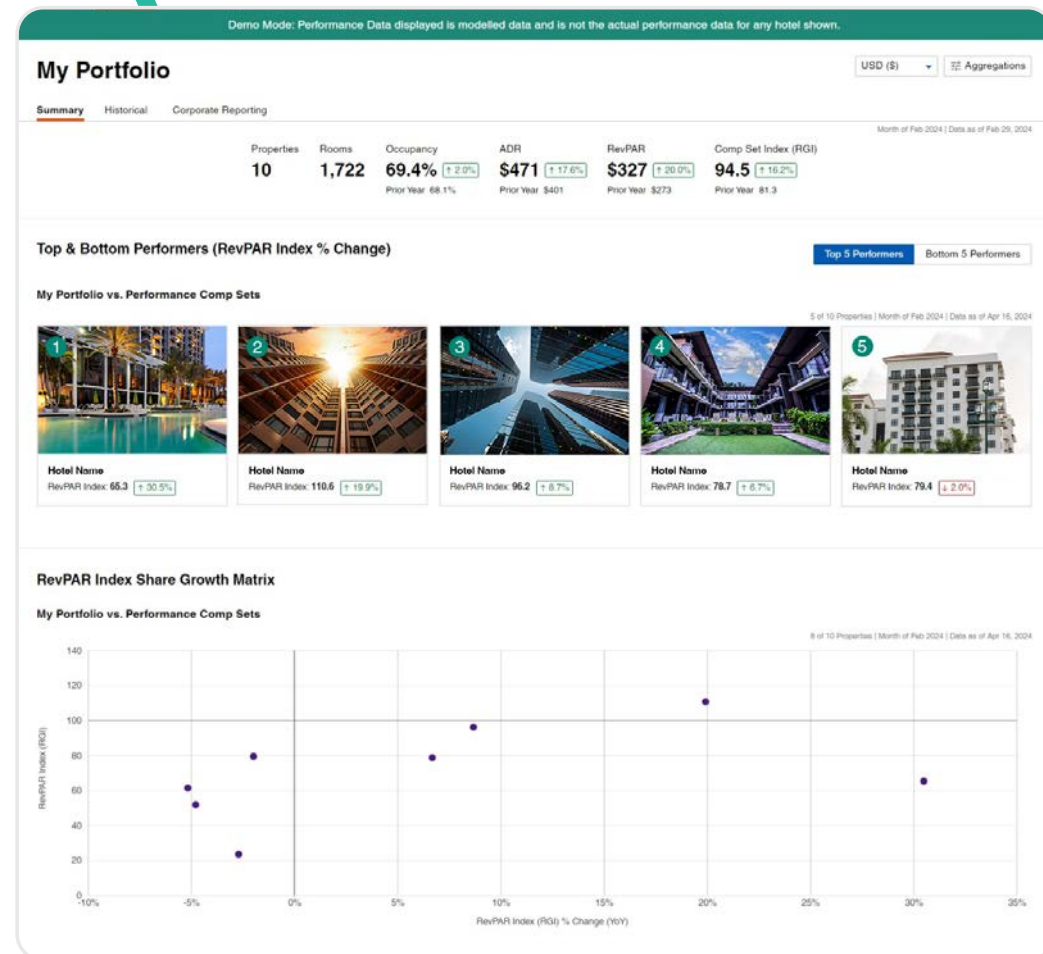 Demo Mode: Performance Data displayed is modelled data and is not the actual performance data for any hotel shown.
My Portfolio
USD ($)
Aggregations
Summary Historical Corporate Reporting
Month of Feb 2024 | Data as of Feb 29, 2024
Properties Rooms Occupancy ADR RevPAR Comp Set Index (RGI)
10 1,722 69.4% ↑ 2.0% $471 ↑ 17.6% $327 ↑ 20.0% 94.5 ↑ 16.2%
Prior Year 68.1% Prior Year $401 Prior Year $273 Prior Year 81.3
Top & Bottom Performers (RevPAR Index % Change)
Top 5 Performers Bottom 5 Performers
My Portfolio vs. Performance Comp Sets
5 of 10 Properties | Month of Feb 2024 | Data as of Apr 16, 2024
1 2 3 4 5
Hotel Name Hotel Name Hotel Name Hotel Name Hotel Name
RevPAR Index: 65.3 ↑ 30.5% RevPAR Index: 110.6 ↑ 19.9% RevPAR Index: 96.2 ↑ 8.7% RevPAR Index: 78.7 ↑ 6.7% RevPAR Index: 79.4 ↓ 2.0%
RevPAR Index Share Growth Matrix
My Portfolio vs. Performance Comp Sets
8 of 10 Properties | Month of Feb 2024 | Data as of Apr 16, 2024
140
120
100
80
60
40
20
0
RevPAR Index (RGI)
-10% -5% 0% 5% 10% 15% 20% 25% 30% 35%
RevPAR Index (RGI) % Change (YoY)